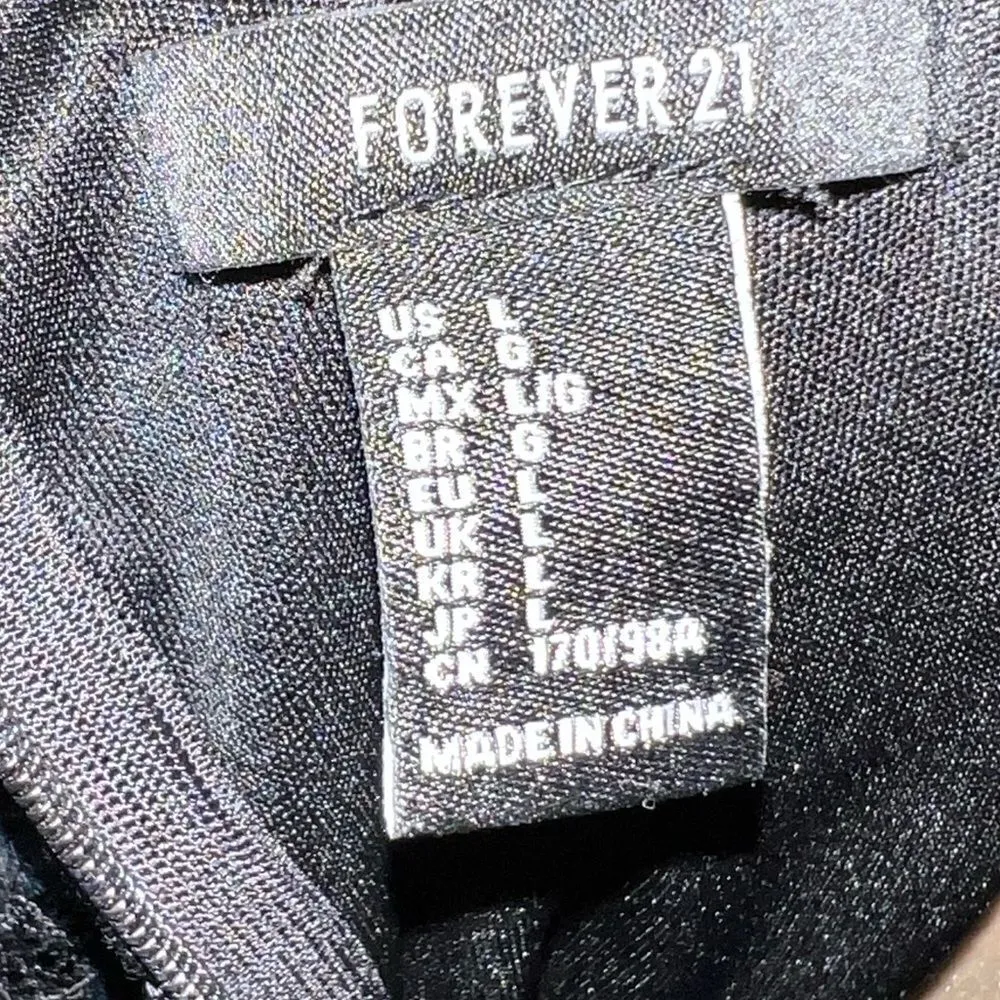 FOREVER 21
US L
CA G
MX L/G
BR G
EU L
UK L
KR L
JP L
CN 170/98A
MADE IN CHINA